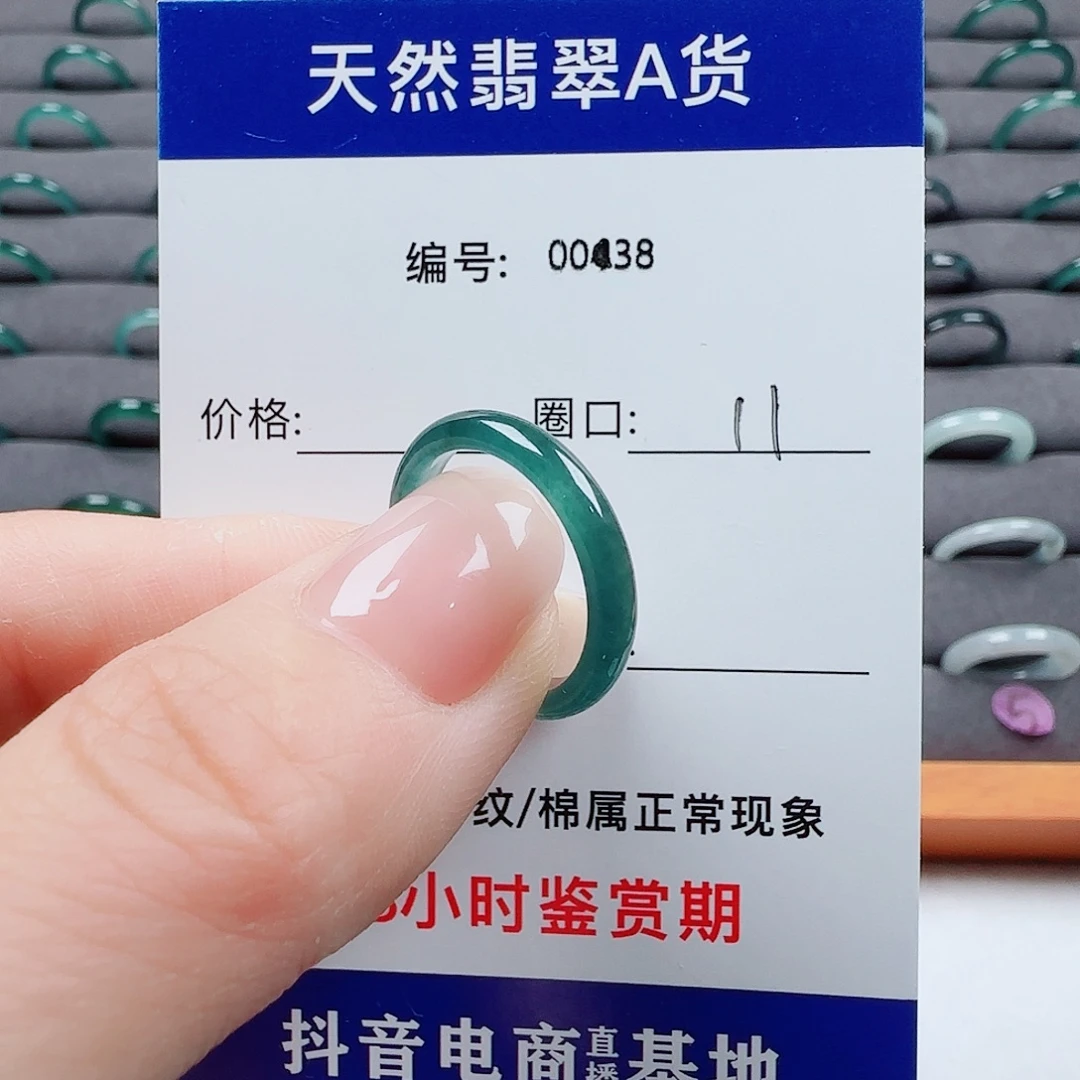 天然翡翠A货
编号: 00 38
价格: 圈口: 11
纹/棉属正常现象
小时鉴赏期
抖音电商直播基地